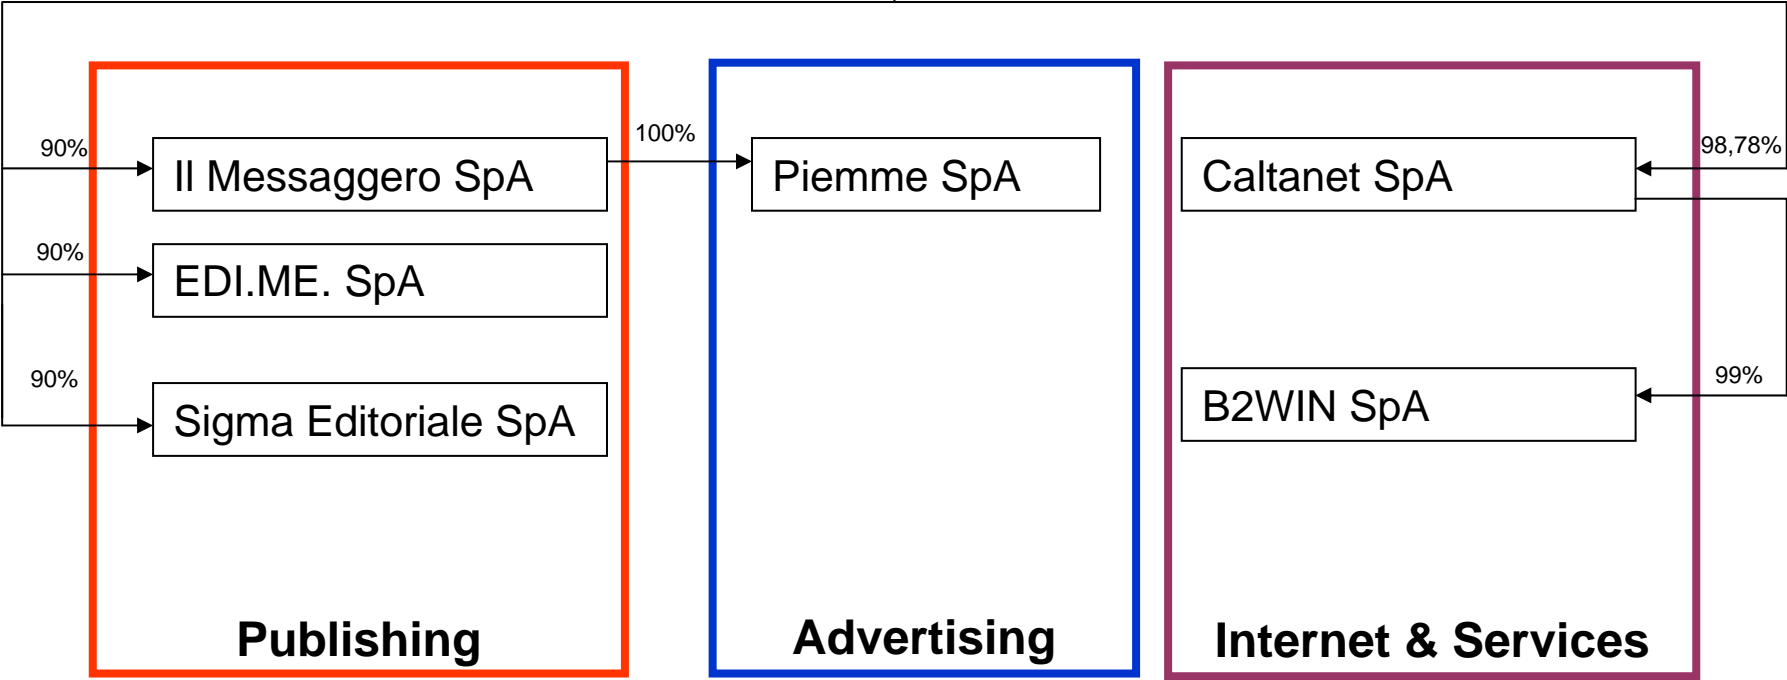 90%
Il Messaggero SpA
100%
Piemme SpA
Caltanet SpA
98,78%
90%
EDI.ME. SpA
90%
Sigma Editoriale SpA
B2WIN SpA
99%
Publishing
Advertising
Internet & Services